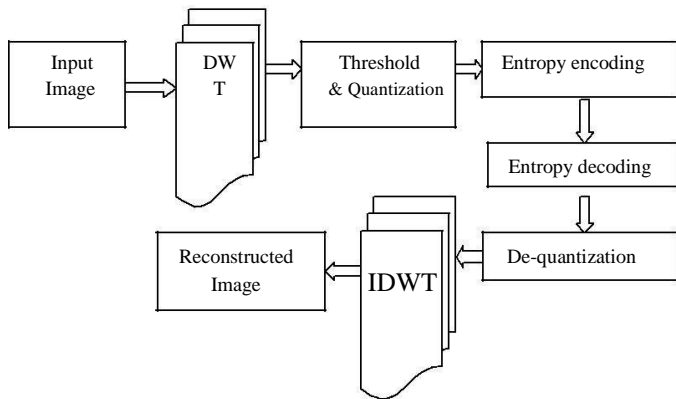 Input
Image
DW
T
Threshold
& Quantization
Entropy encoding
Entropy decoding
De-quantization
IDWT
Reconstructed
Image